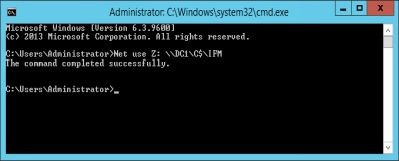 Administrator: C:\Windows\system32\cmd.exe
Microsoft Windows [Version 6.3.9600]
(c) 2013 Microsoft Corporation. All rights reserved.
C:\Users\Administrator>Net use Z: \\DC1\C$\IFM
The command completed successfully.
C:\Users\Administrator>_